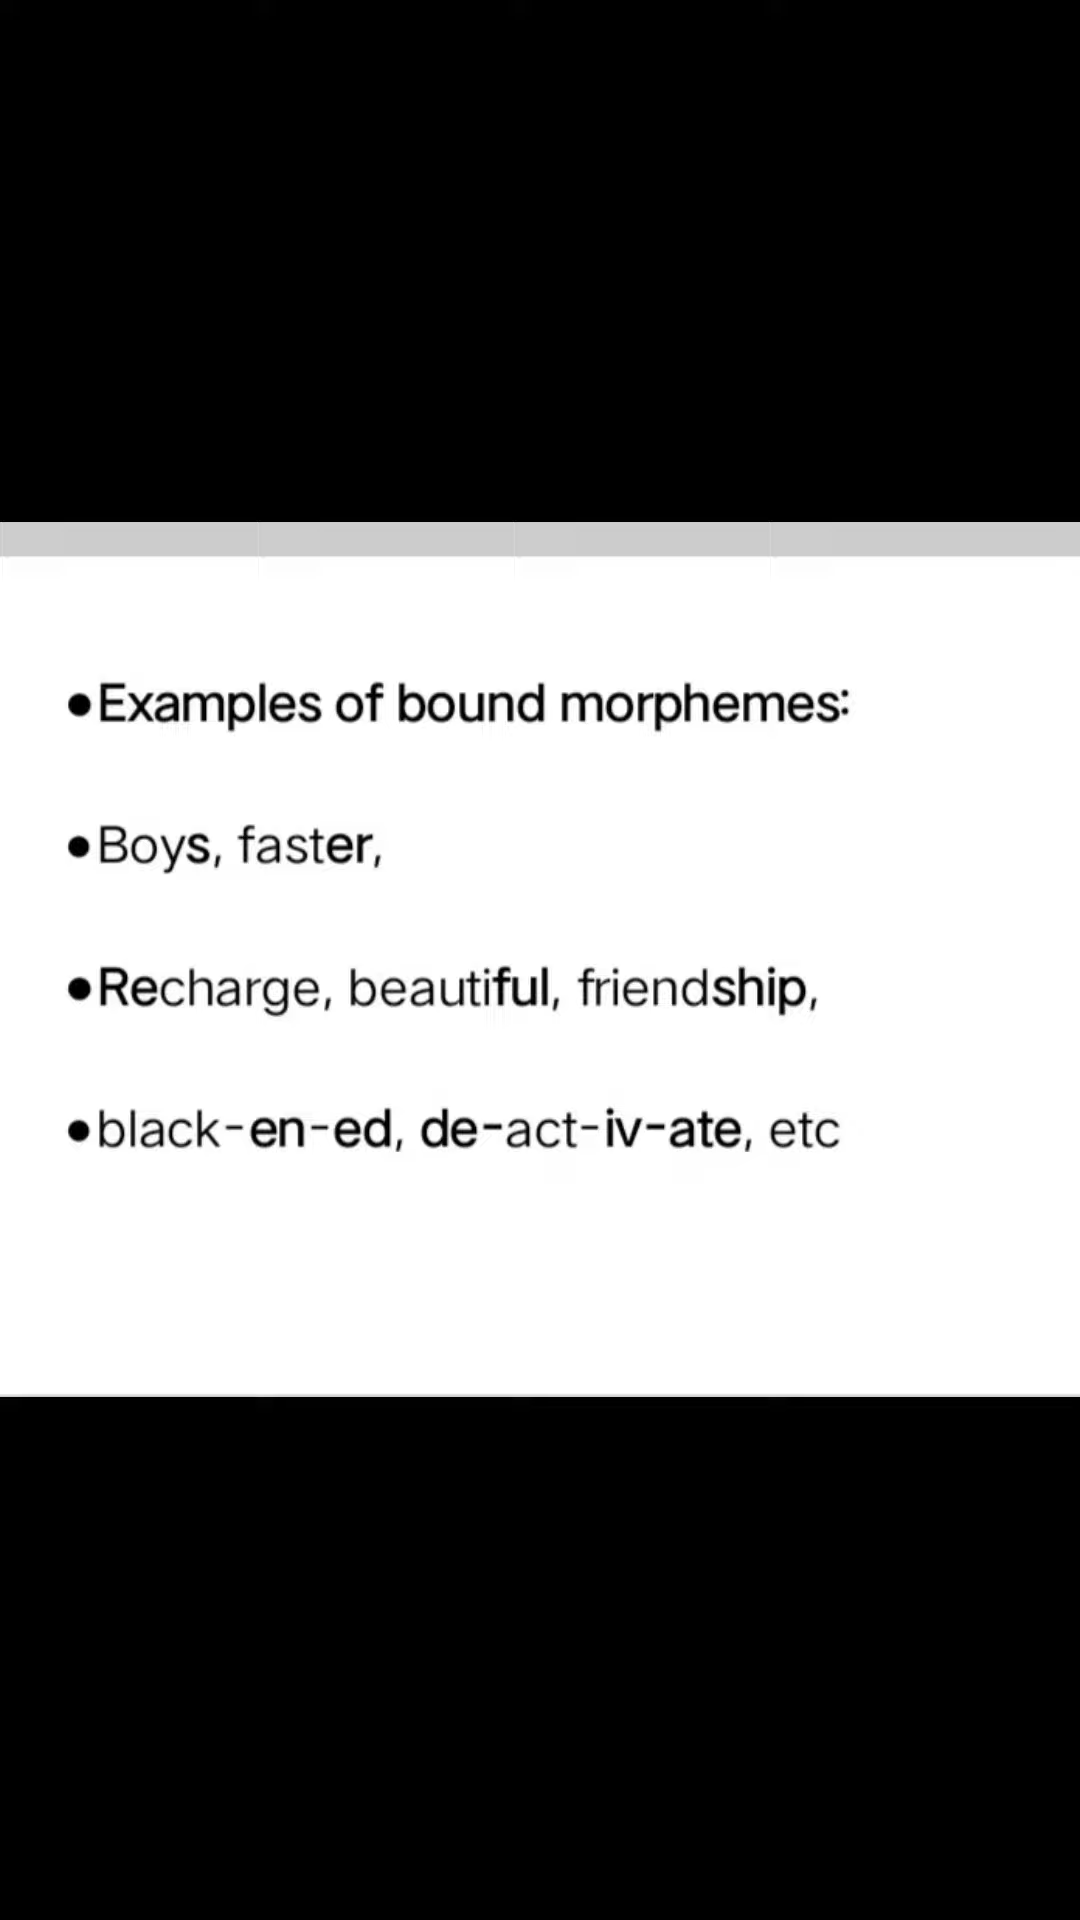 ●Examples of bound morphemes:
●Boys, faster,
●Recharge, beautiful, friendship,
●black-en-ed, de-act-iv-ate, etc